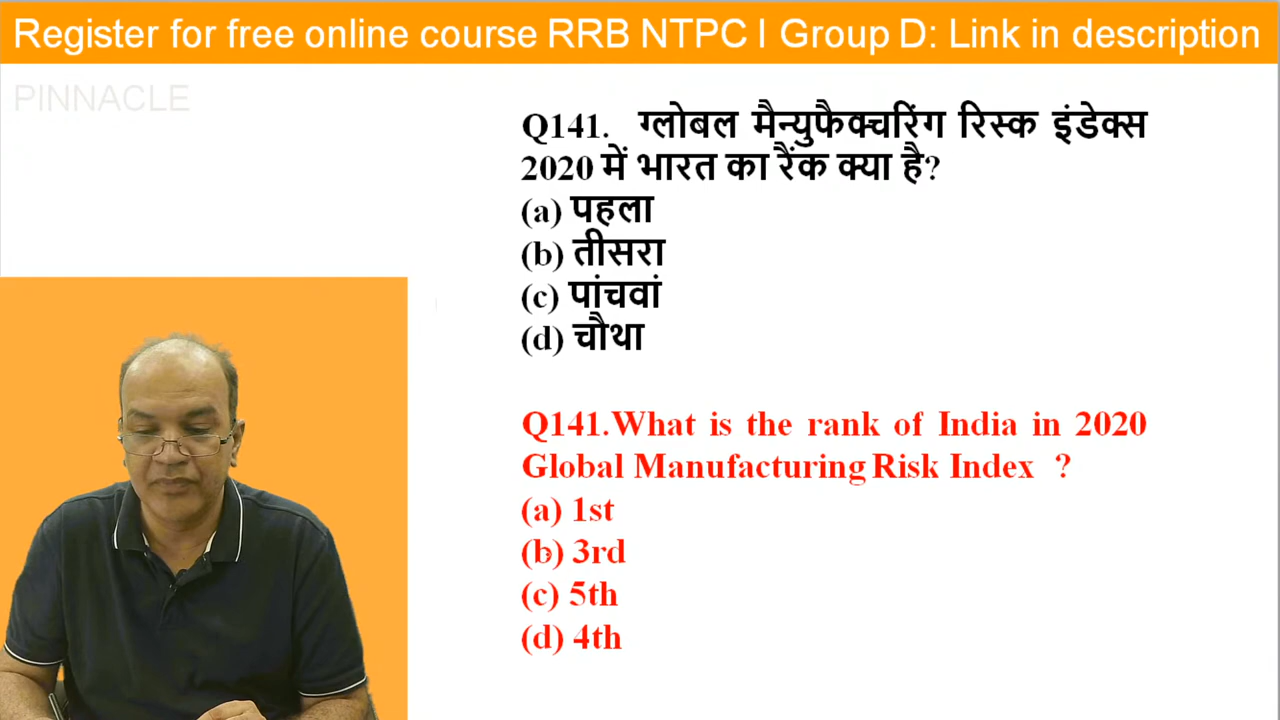 Register for free online course RRB NTPC I Group D: Link in description
PINNACLE
Q141. ग्लोबल मैन्युफैक्चरिंग रिस्क इंडेक्स
2020 में भारत का रैंक क्या है?
(a) पहला
(b) तीसरा
(c) पांचवां
(d) चौथा
Q141.What is the rank of India in 2020
Global Manufacturing Risk Index ?
(a) 1st
(b) 3rd
(c) 5th
(d) 4th